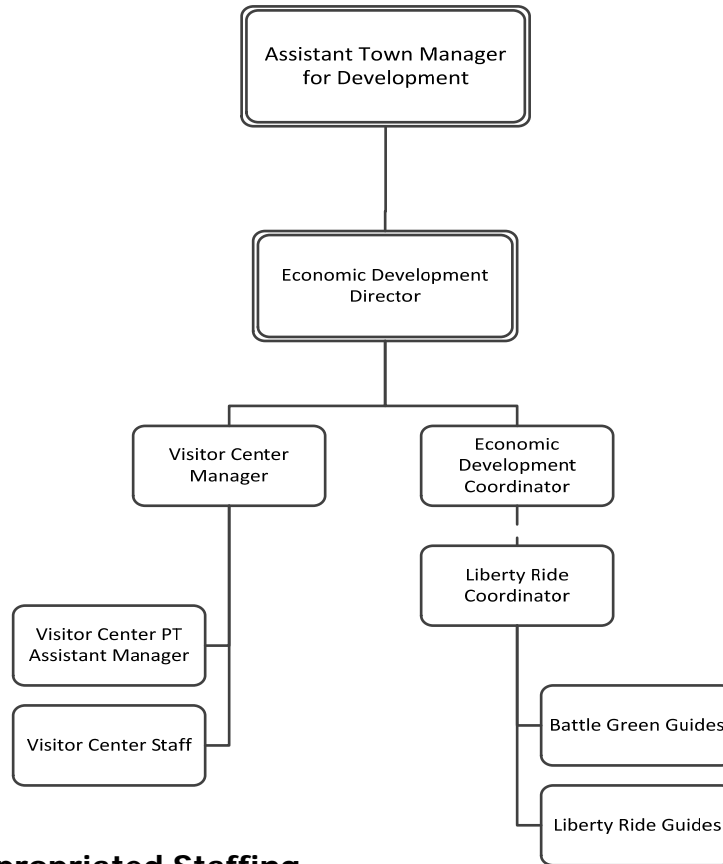 Assistant Town Manager
for Development
Economic Development
Director
Visitor Center
Manager
Economic
Development
Coordinator
Liberty Ride
Coordinator
Visitor Center PT
Assistant Manager
Visitor Center Staff
Battle Green Guides
Liberty Ride Guides
Staffing